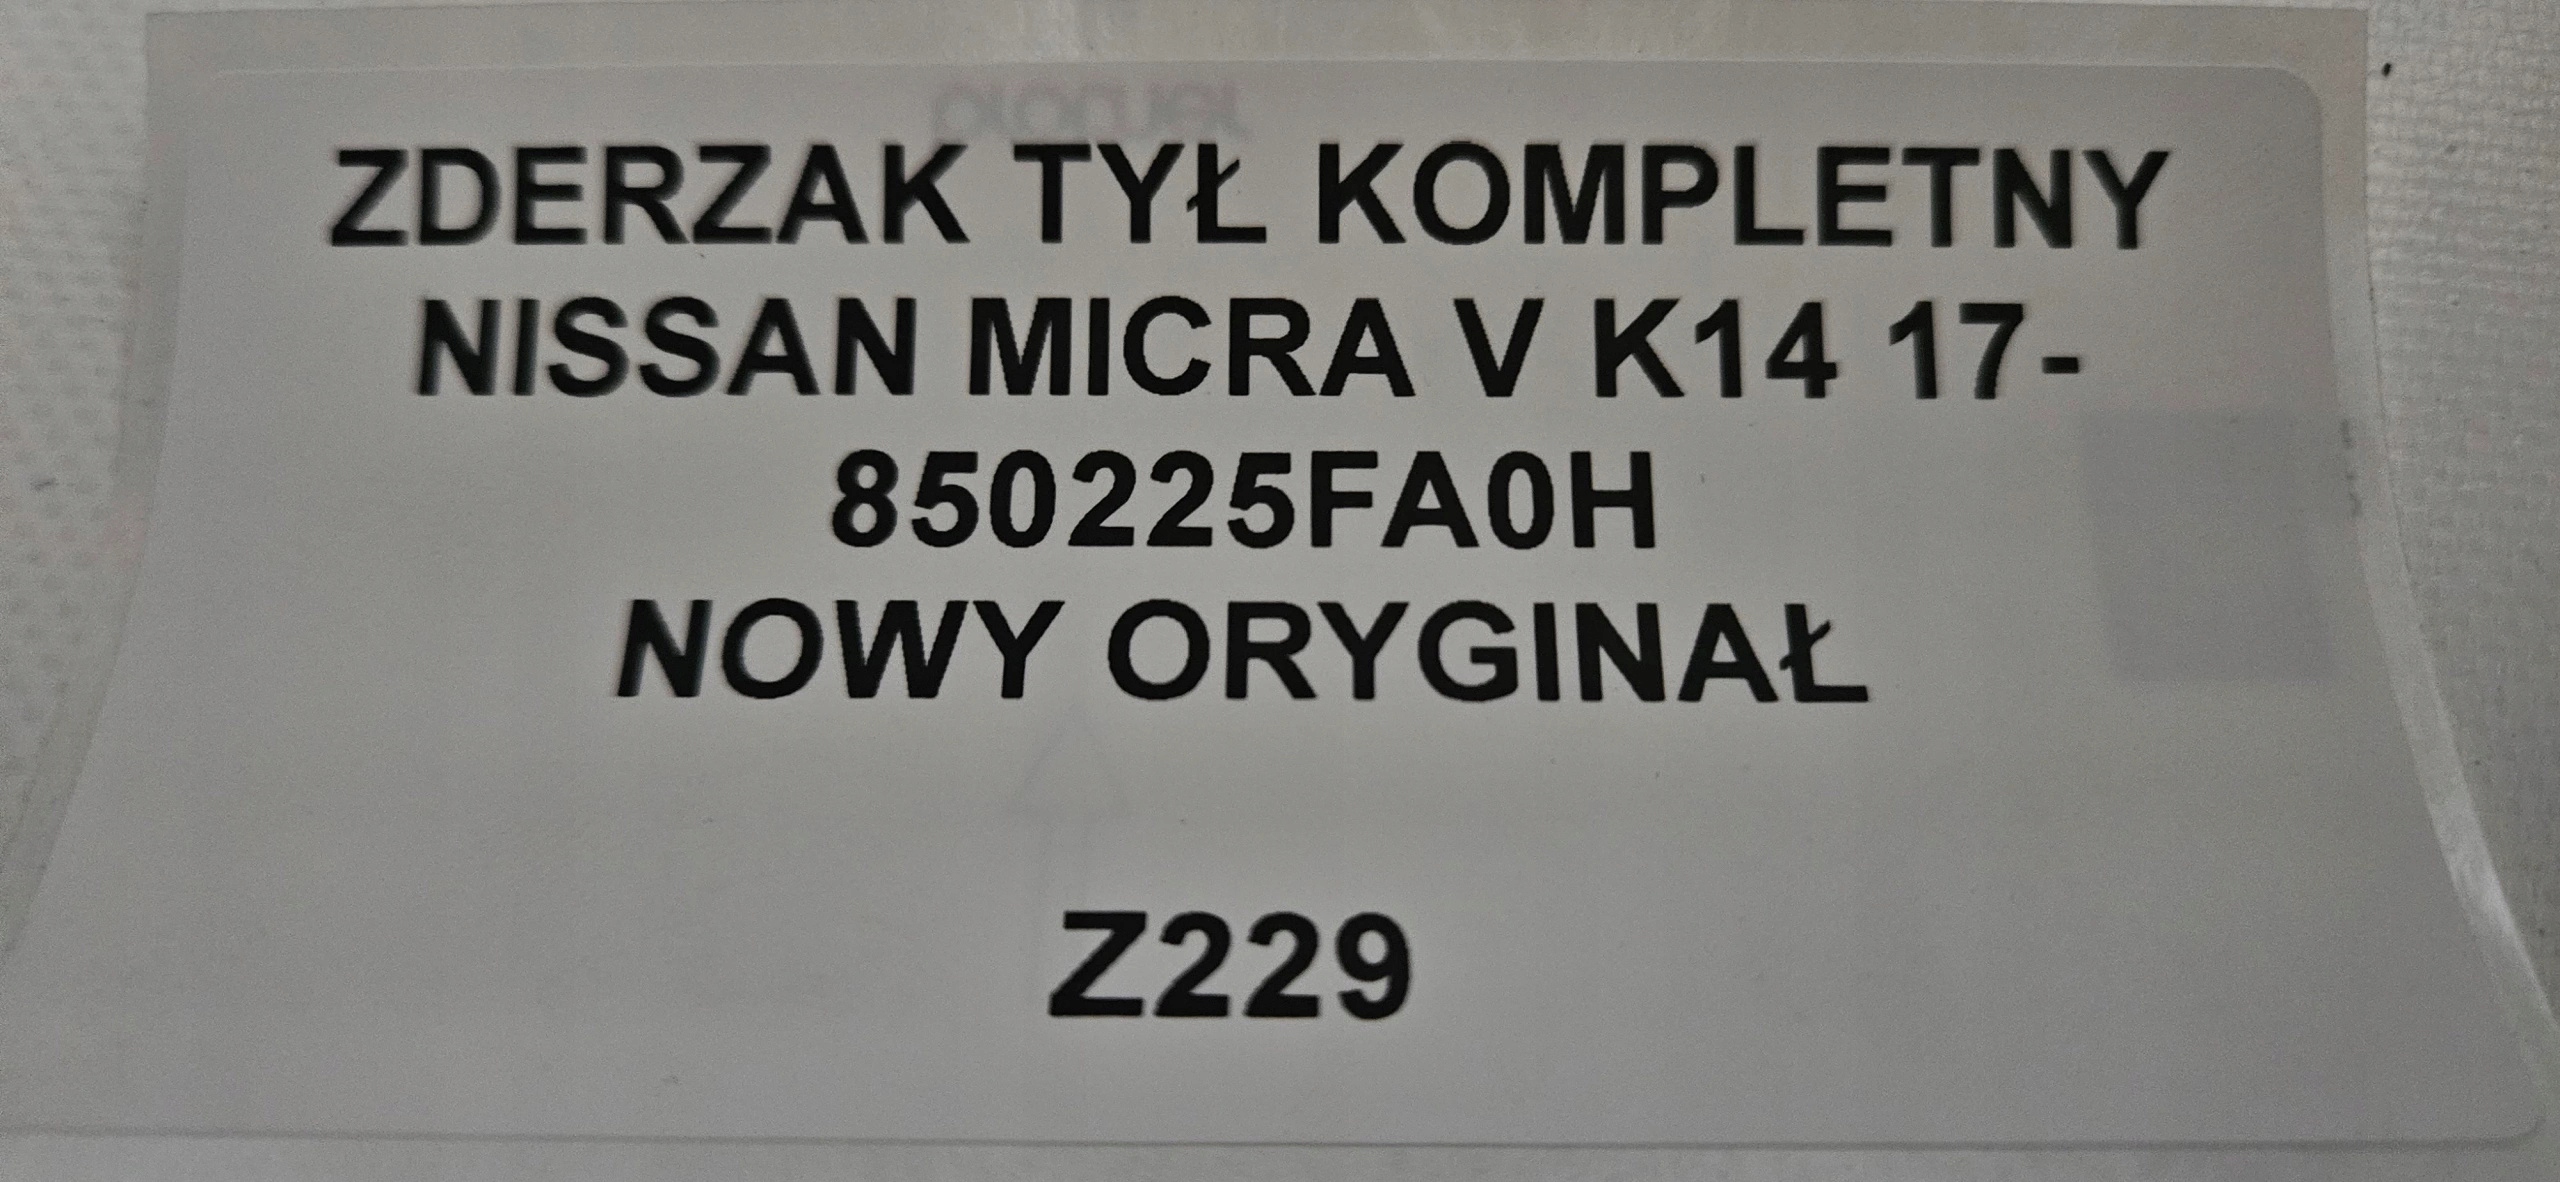 ZDERZAK TYŁ KOMPLETNY
NISSAN MICRA V K14 17-
850225FA0H
NOWY ORYGINAŁ
Z229